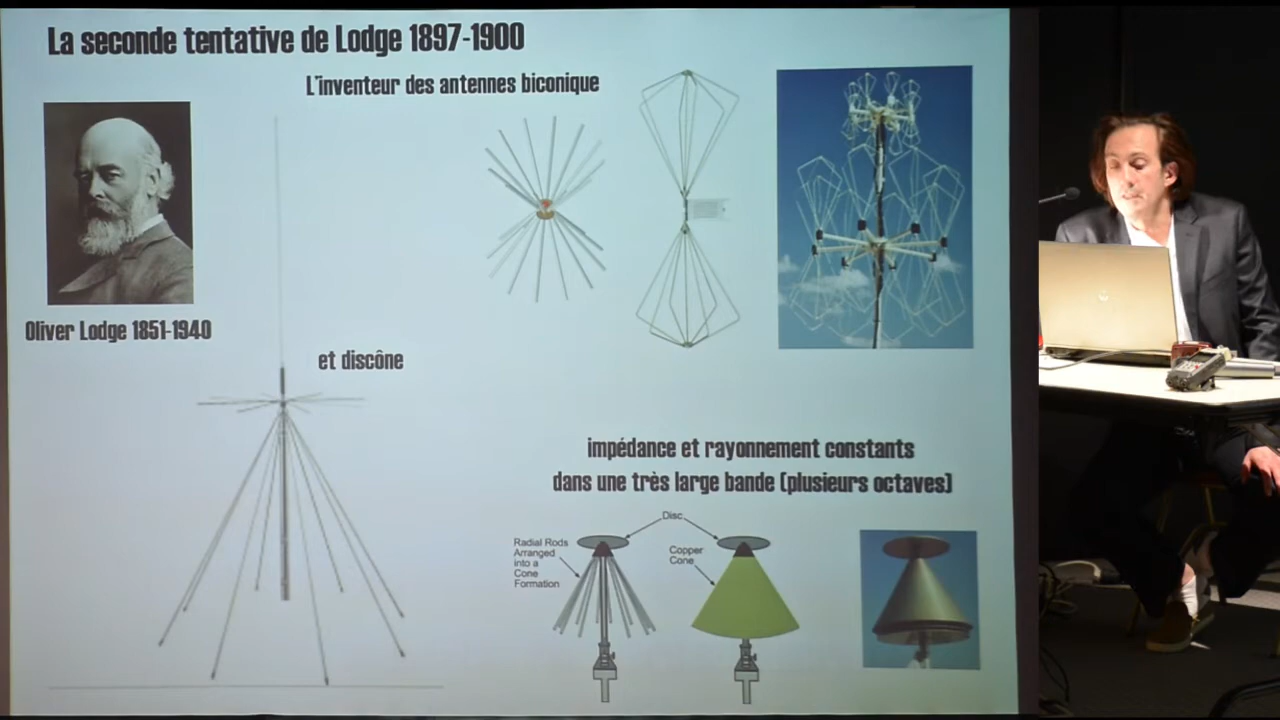 La seconde tentative de Lodge 1897-1900
L'inventeur des antennes biconique
Oliver Lodge 1851-1940
et discône
impédance et rayonnement constants
dans une très large bande (plusieurs octaves)
Disc
Radial Rods
Arranged
into a
Cone
Formation
Copper
Cone